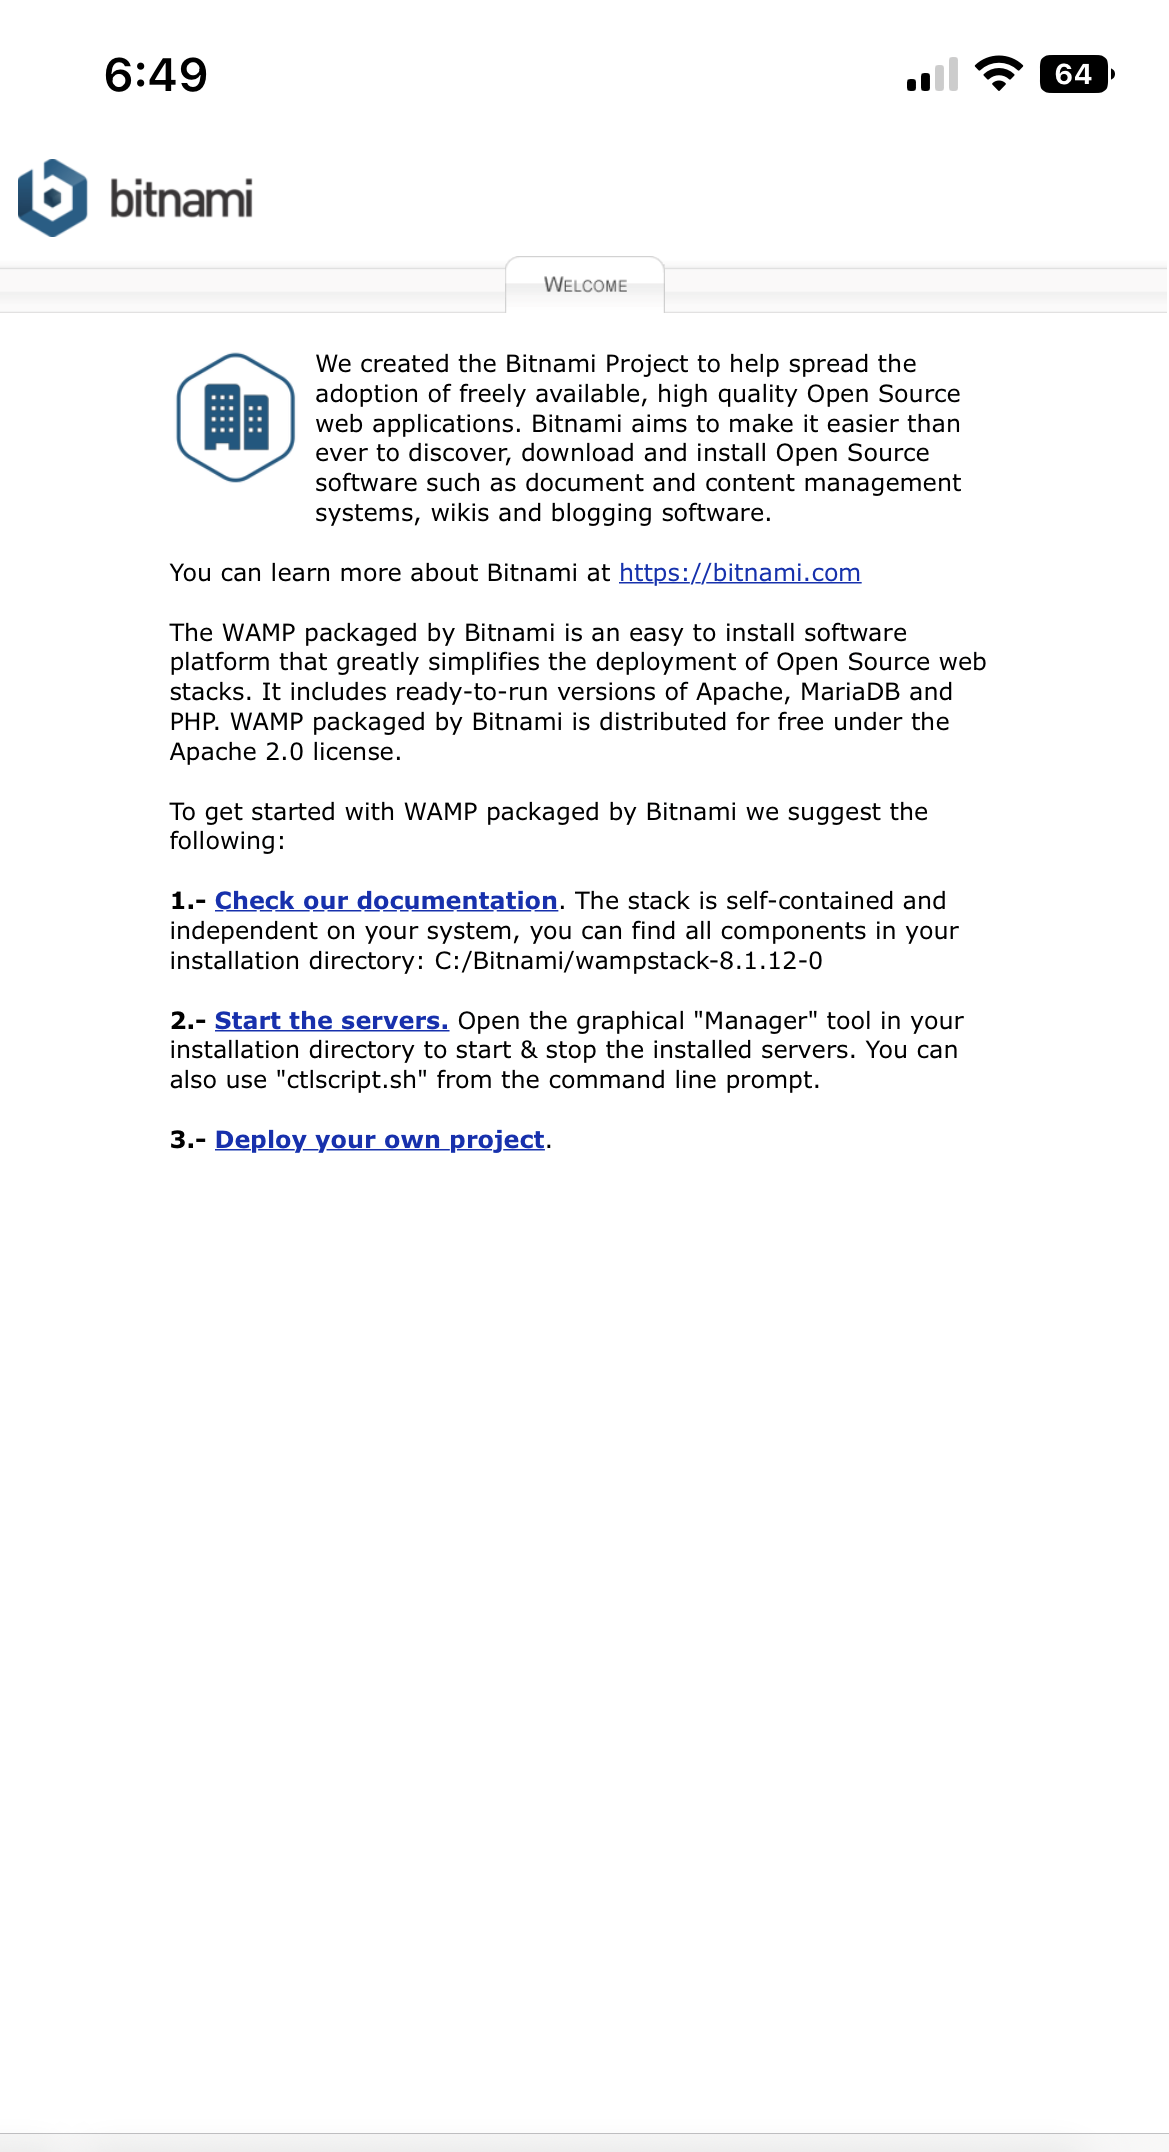 6:49
64
bitnami
Welcome
We created the Bitnami Project to help spread the
adoption of freely available, high quality Open Source
web applications. Bitnami aims to make it easier than
ever to discover, download and install Open Source
software such as document and content management
systems, wikis and blogging software.
You can learn more about Bitnami at https://bitnami.com
The WAMP packaged by Bitnami is an easy to install software
platform that greatly simplifies the deployment of Open Source web
stacks. It includes ready-to-run versions of Apache, MariaDB and
PHP. WAMP packaged by Bitnami is distributed for free under the
Apache 2.0 license.
To get started with WAMP packaged by Bitnami we suggest the
following:
1.- Check our documentation. The stack is self-contained and
independent on your system, you can find all components in your
installation directory: C:/Bitnami/wampstack-8.1.12-0
2.- Start the servers. Open the graphical "Manager" tool in your
installation directory to start & stop the installed servers. You can
also use "ctlscript.sh" from the command line prompt.
3.- Deploy your own project.